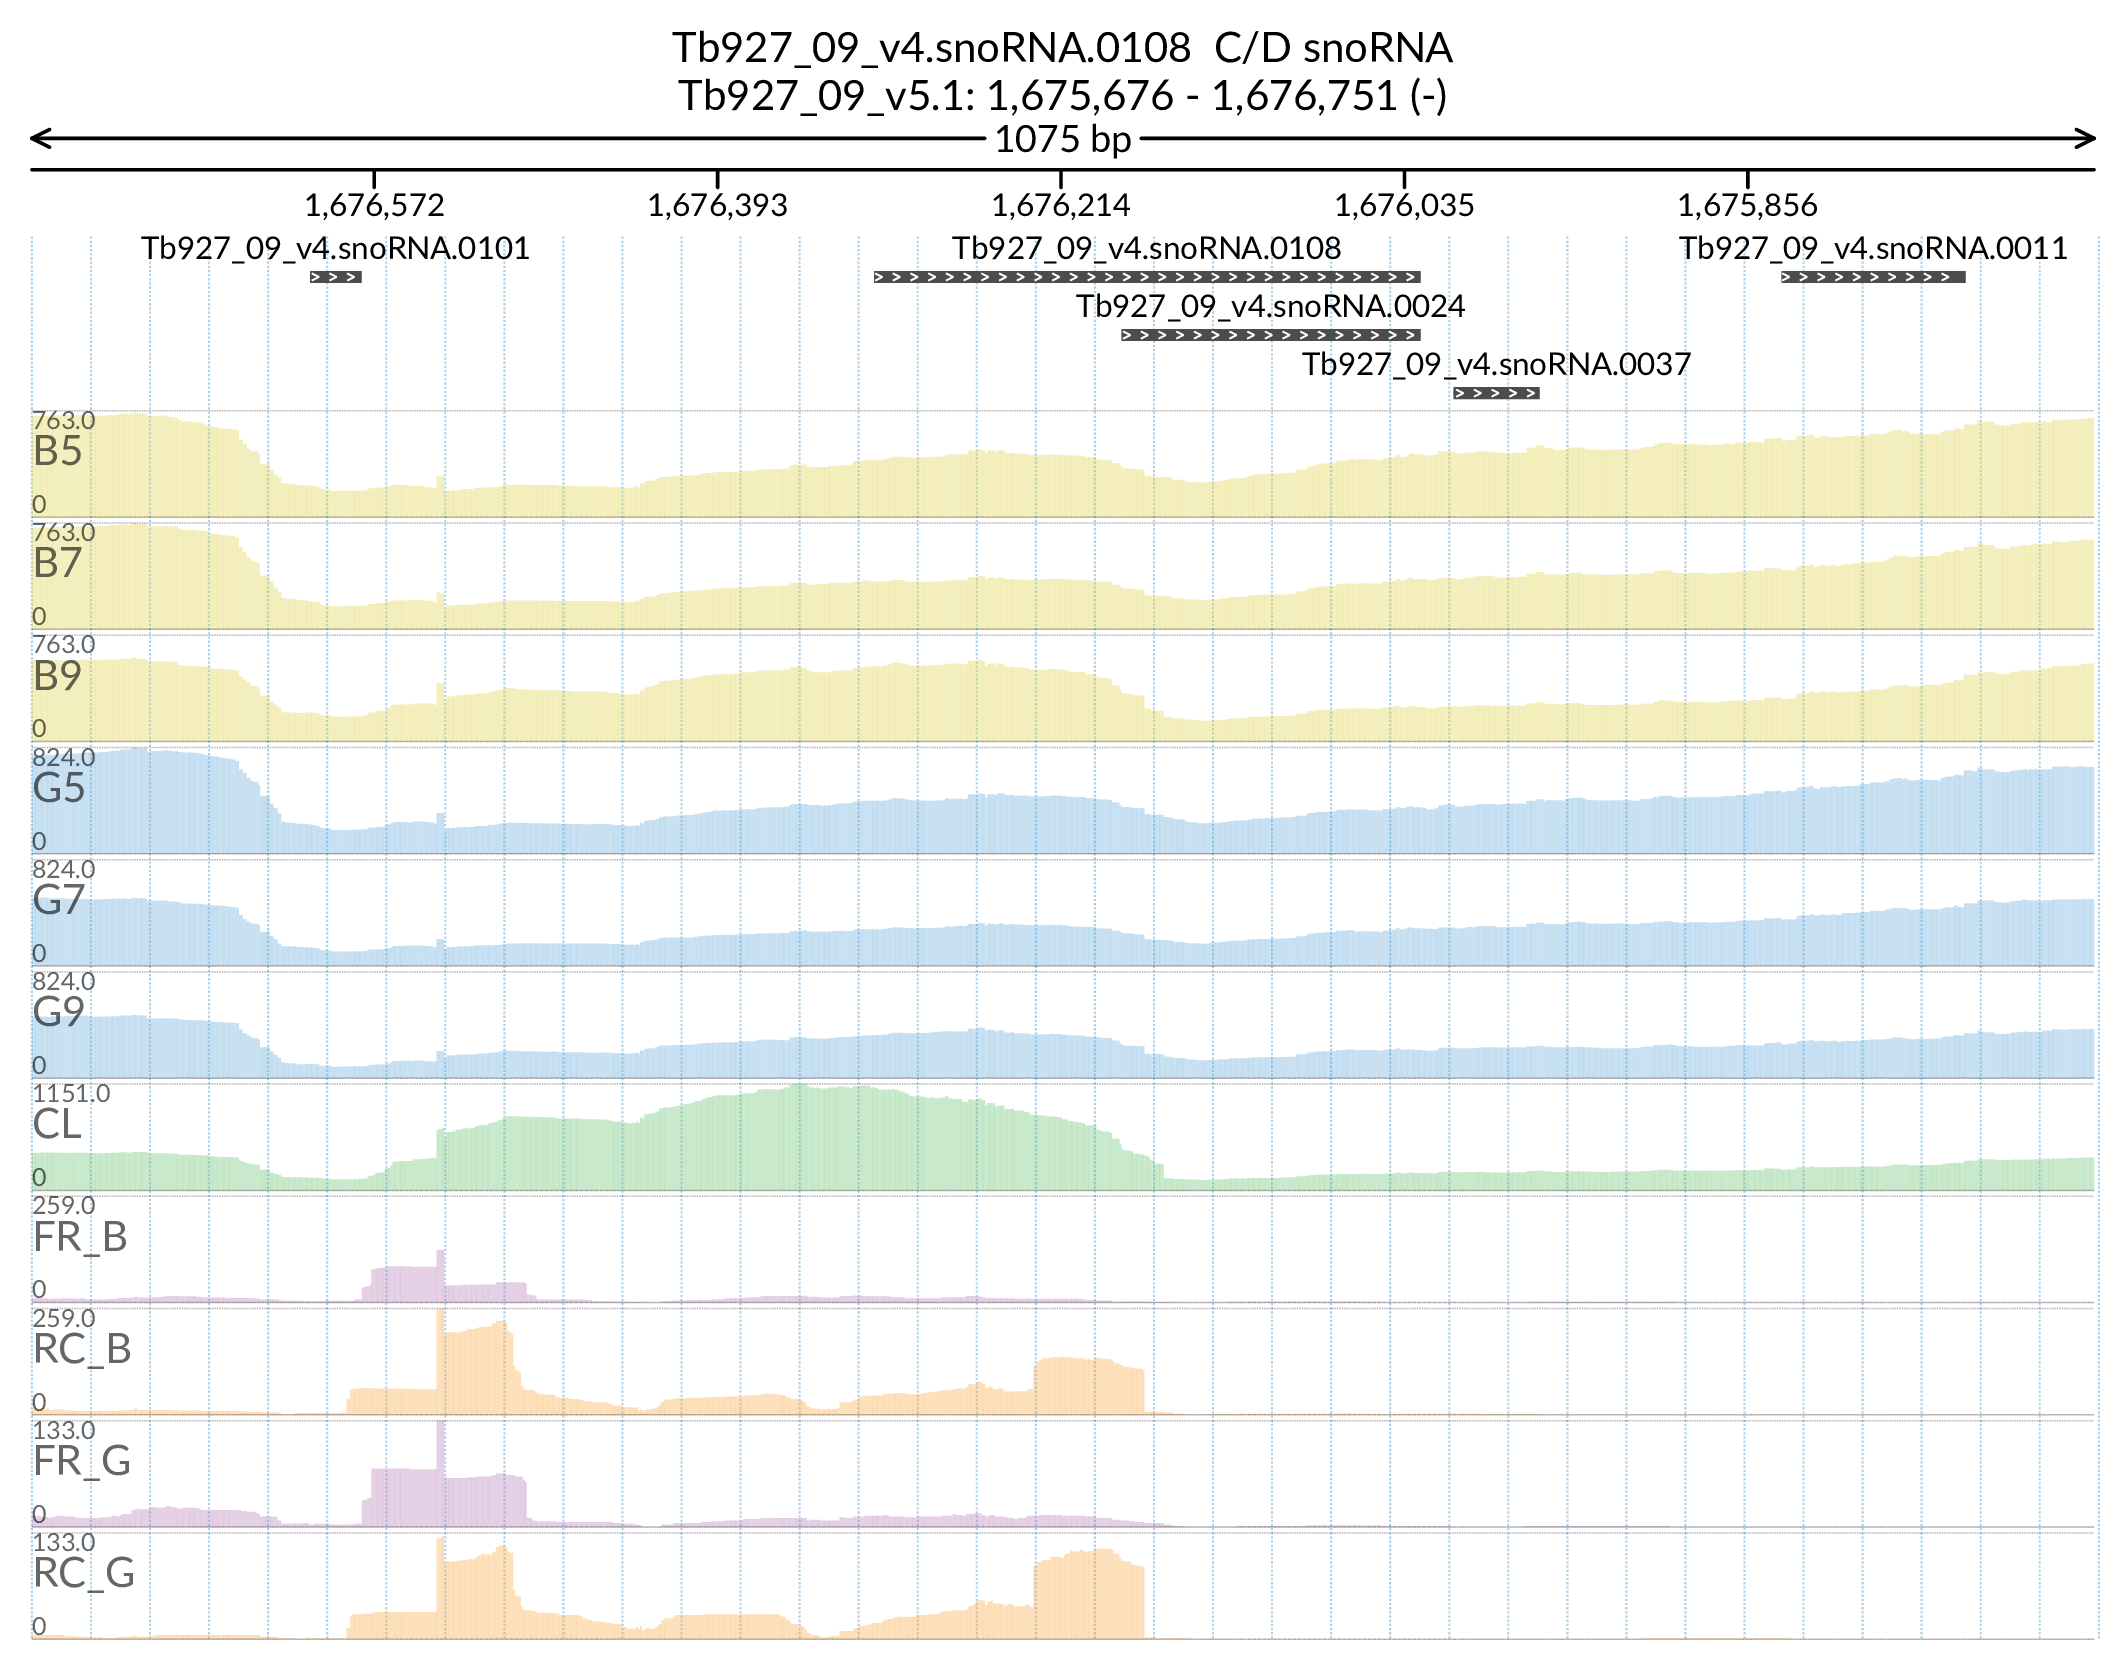 Tb927_09_v4.snoRNA.0108  C/D snoRNA
Tb927_09_v5.1: 1,675,676 - 1,676,751 (-)
1075 bp
1,676,572 1,676,393 1,676,214 1,676,035 1,675,856
Tb927_09_v4.snoRNA.0101 Tb927_09_v4.snoRNA.0108 Tb927_09_v4.snoRNA.0011
Tb927_09_v4.snoRNA.0024
Tb927_09_v4.snoRNA.0037
763.0
B5
0
763.0
B7
0
763.0
B9
0
824.0
G5
0
824.0
G7
0
824.0
G9
0
1151.0
CL
0
259.0
FR_B
0
259.0
RC_B
0
133.0
FR_G
0
133.0
RC_G
0